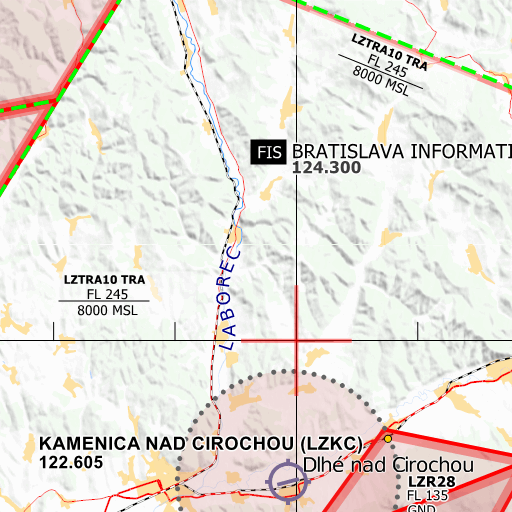 LZTRA10 TRA
FL 245
8000 MSL
FIS
BRATISLAVA INFORMATI
124.300
LABOREC
LZTRA10 TRA
FL 245
8000 MSL
KAMENICA NAD CIROCHOU (LZKC)
122.605
Dlhé nad Cirochou
LZR28
FL 135
GND